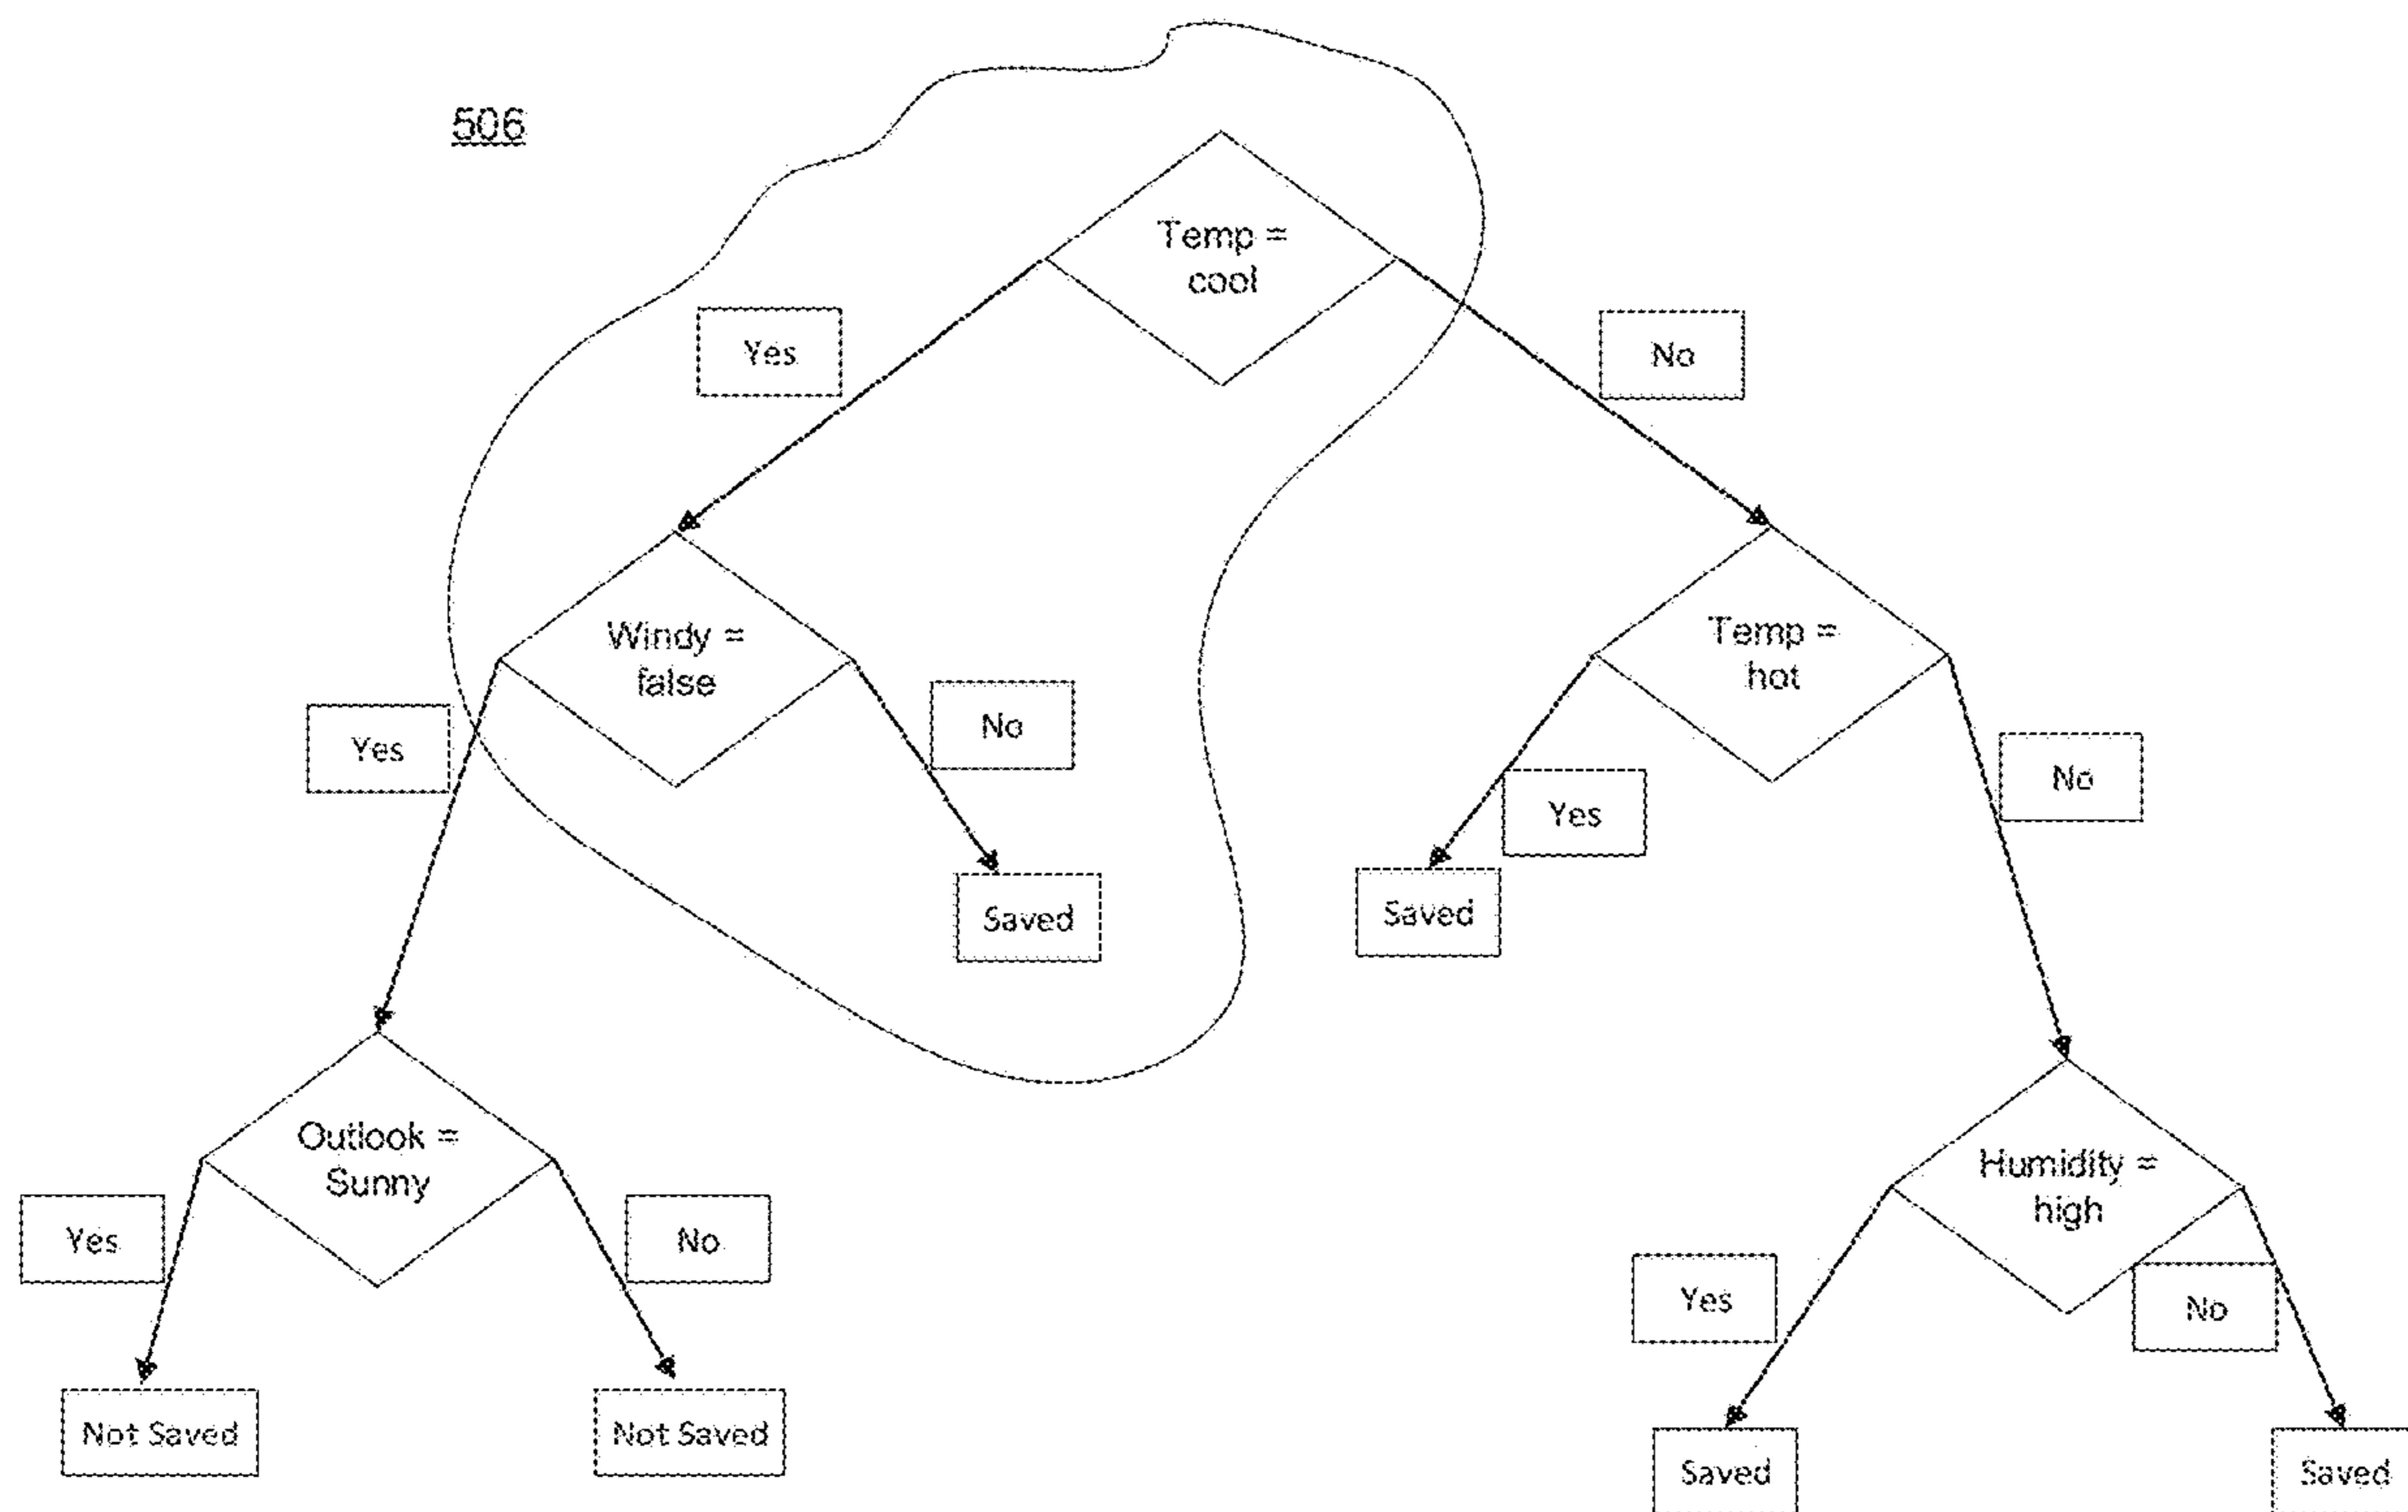 506
Temp =
cool
Yes
No
Windy =
false
Temp =
hot
Yes
No
Yes
No
Saved
Saved
Outlook =
Sunny
Humidity =
high
Yes
No
Yes
No
Not Saved
Not Saved
Saved
Saved